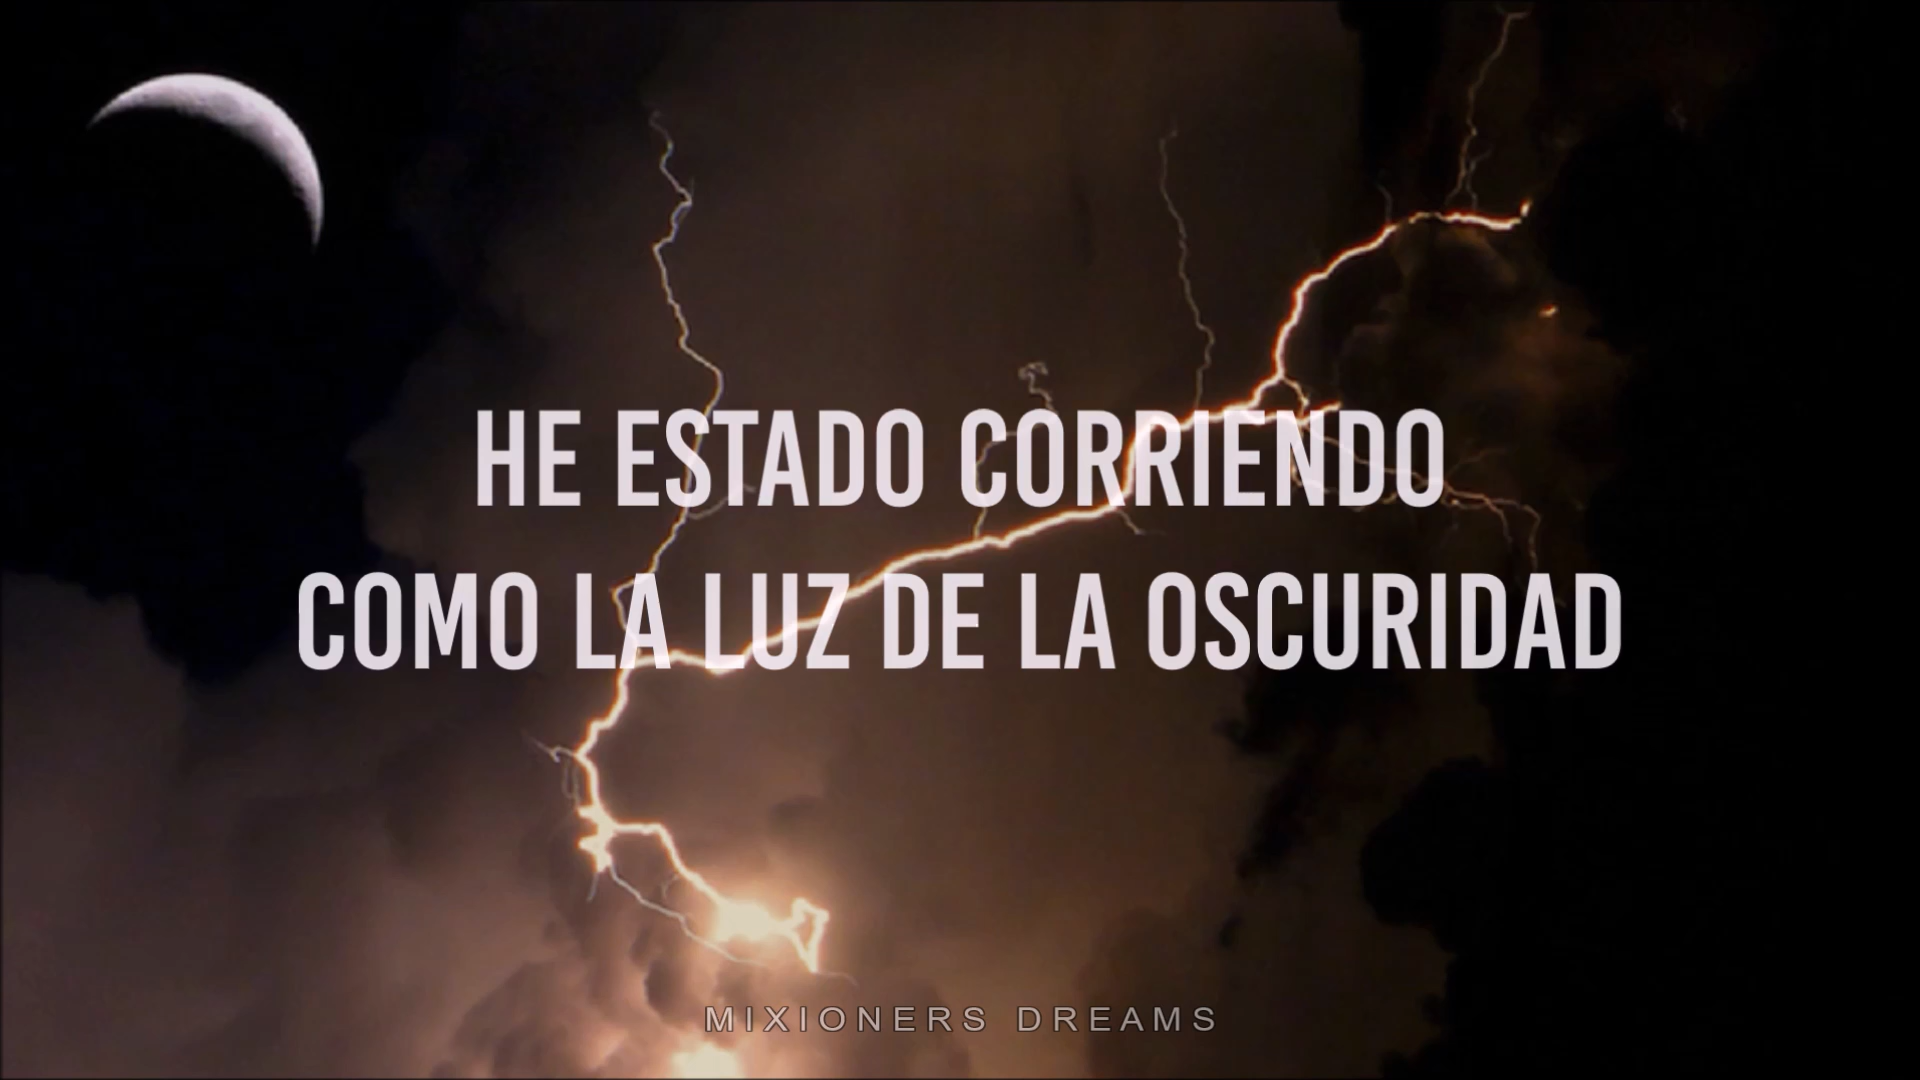 HE ESTADO CORRIENDO
COMO LA LUZ DE LA OSCURIDAD
MIXIONERS DREAMS